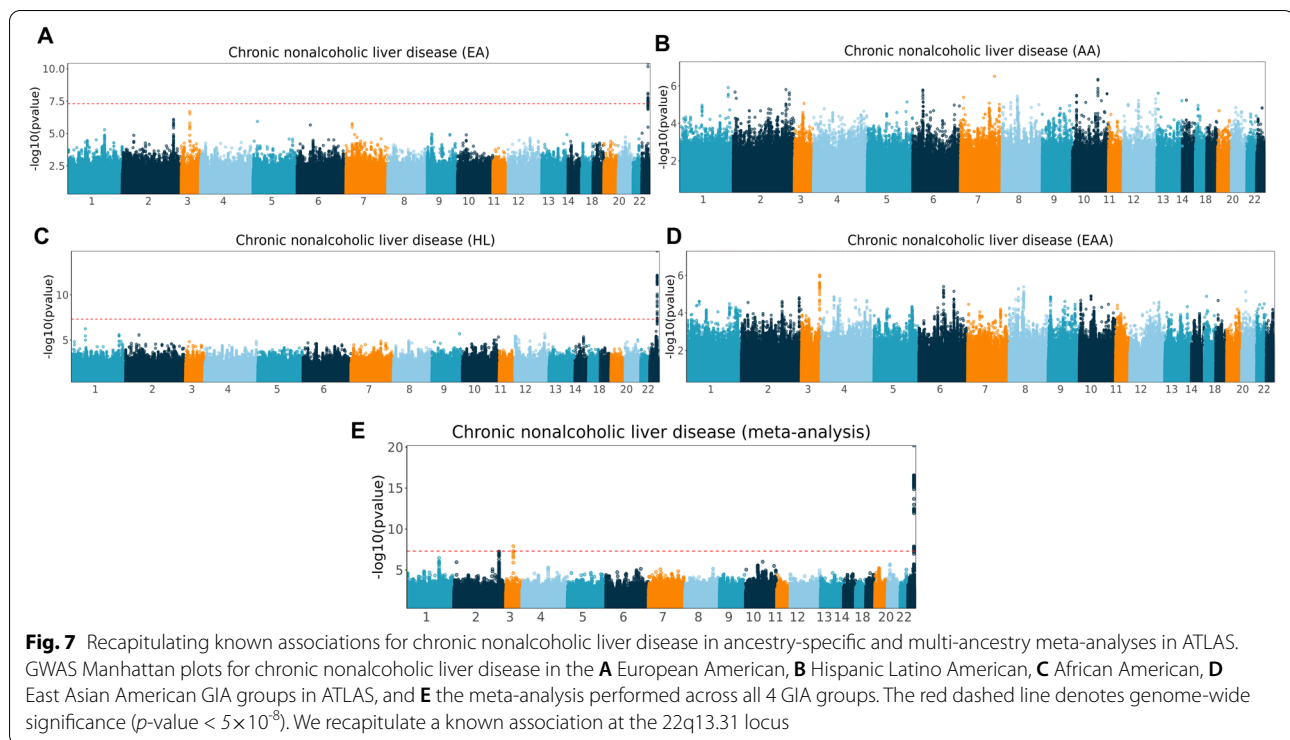 A
Chronic nonalcoholic liver disease (EA)
-log10(pvalue)
10.0
7.5
5.0
2.5
1 2 3 4 5 6 7 8 9 10 11 12 13 14 18 20 22
B
Chronic nonalcoholic liver disease (AA)
-log10(pvalue)
6
4
2
1 2 3 4 5 6 7 8 9 10 11 12 13 14 18 20 22
C
Chronic nonalcoholic liver disease (HL)
-log10(pvalue)
10
5
1 2 3 4 5 6 7 8 9 10 11 12 13 14 18 20 22
D
Chronic nonalcoholic liver disease (EAA)
-log10(pvalue)
6
4
2
1 2 3 4 5 6 7 8 9 10 11 12 13 14 18 20 22
E
Chronic nonalcoholic liver disease (meta-analysis)
-log10(pvalue)
20
15
10
5
1 2 3 4 5 6 7 8 9 10 11 12 13 14 18 20 22
Fig. 7 Recapitulating known associations for chronic nonalcoholic liver disease in ancestry-specific and multi-ancestry meta-analyses in ATLAS.
GWAS Manhattan plots for chronic nonalcoholic liver disease in the A European American, B Hispanic Latino American, C African American, D
East Asian American GIA groups in ATLAS, and E the meta-analysis performed across all 4 GIA groups. The red dashed line denotes genome-wide
significance (p-value < 5×10⁻⁸). We recapitulate a known association at the 22q13.31 locus